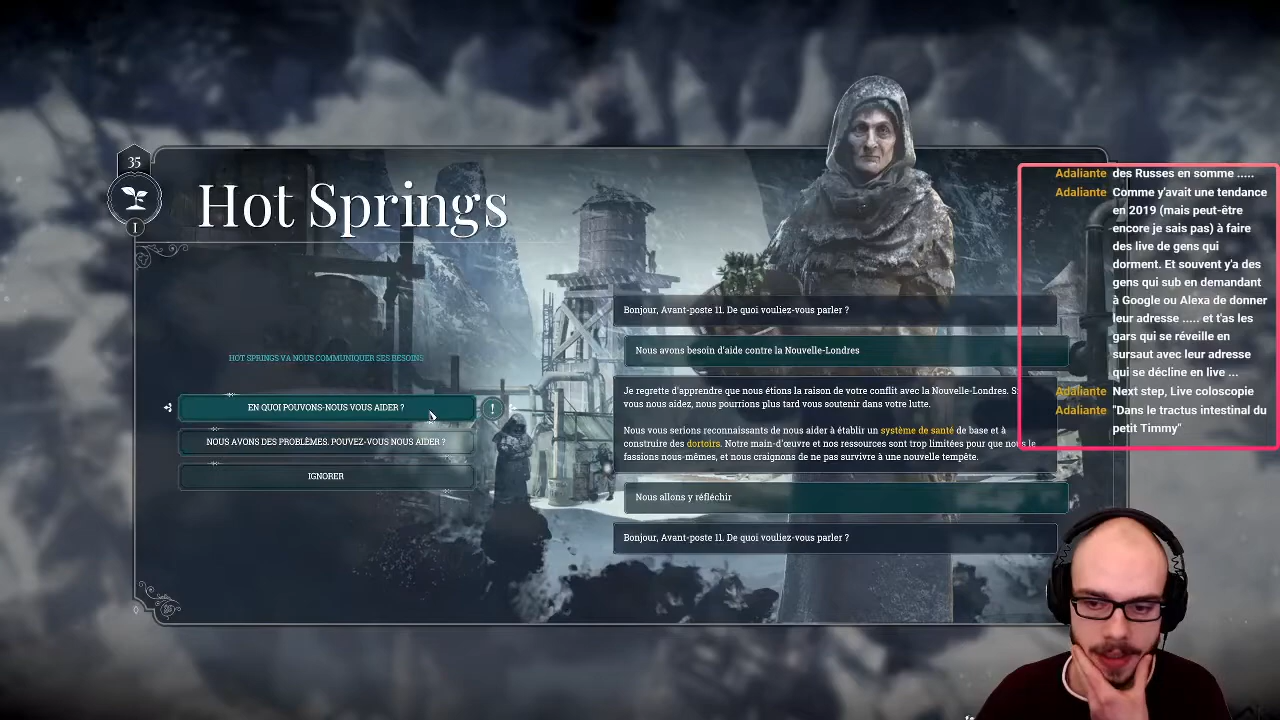 35
I
Hot Springs
HOT SPRINGS VA NOUS COMMUNIQUER SES BESOINS
EN QUOI POUVONS-NOUS VOUS AIDER ?
!
NOUS AVONS DES PROBLÈMES. POUVEZ-VOUS NOUS AIDER ?
IGNORER
Bonjour, Avant-poste 11. De quoi vouliez-vous parler ?
Nous avons besoin d'aide contre la Nouvelle-Londres
Je regrette d'apprendre que nous étions la raison de votre conflit avec la Nouvelle-Londres. Si
vous nous aidez, nous pourrions plus tard vous soutenir dans votre lutte.
Nous vous serions reconnaissants de nous aider à établir un système de santé de base et à
construire des dortoirs. Notre main-d'œuvre et nos ressources sont trop limitées pour que nous le
fassions nous-mêmes, et nous craignons de ne pas survivre à une nouvelle tempête.
Nous allons y réfléchir
Bonjour, Avant-poste 11. De quoi vouliez-vous parler ?
Adaliante des Russes en somme .....
Adaliante Comme y'avait une tendance
en 2019 (mais peut-être
encore je sais pas) à faire
des live de gens qui
dorment. Et souvent y'a des
gens qui sub en demandant
à Google ou Alexa de donner
leur adresse ..... et t'as les
gars qui se réveille en
sursaut avec leur adresse
qui se décline en live ...
Adaliante Next step, Live coloscopie
Adaliante "Dans le tractus intestinal du
petit Timmy"